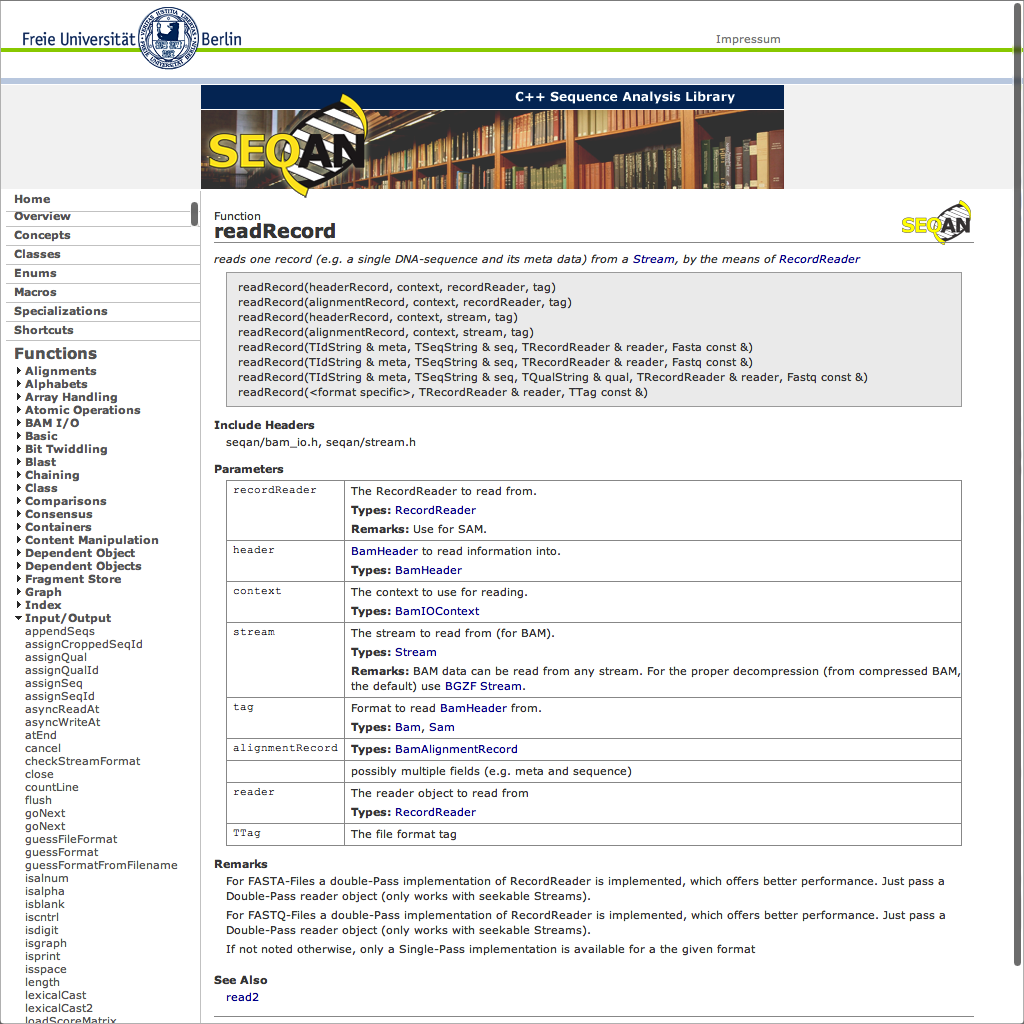 Freie Universität Berlin
Impressum
C++ Sequence Analysis Library
SEQAN
Home
Overview
Concepts
Classes
Enums
Macros
Specializations
Shortcuts
Functions
Alignments
Alphabets
Array Handling
Atomic Operations
BAM I/O
Basic
Bit Twiddling
Blast
Chaining
Class
Comparisons
Consensus
Containers
Content Manipulation
Dependent Object
Dependent Objects
Fragment Store
Graph
Index
Input/Output
appendSeqs
assignCroppedSeqId
assignQual
assignQualId
assignSeq
assignSeqId
asyncReadAt
asyncWriteAt
atEnd
cancel
checkStreamFormat
close
countLine
flush
goNext
goNext
guessFileFormat
guessFormat
guessFormatFromFilename
isalnum
isalpha
isblank
iscntrl
isdigit
isgraph
isprint
isspace
length
lexicalCast
lexicalCast2
loadScoreMatrix
Function
readRecord
SEQAN
reads one record (e.g. a single DNA-sequence and its meta data) from a Stream, by the means of RecordReader
readRecord(headerRecord, context, recordReader, tag)
readRecord(alignmentRecord, context, recordReader, tag)
readRecord(headerRecord, context, stream, tag)
readRecord(alignmentRecord, context, stream, tag)
readRecord(TIdString & meta, TSeqString & seq, TRecordReader & reader, Fasta const &)
readRecord(TIdString & meta, TSeqString & seq, TRecordReader & reader, Fastq const &)
readRecord(TIdString & meta, TSeqString & seq, TQualString & qual, TRecordReader & reader, Fastq const &)
readRecord(<format specific>, TRecordReader & reader, TTag const &)
Include Headers
seqan/bam_io.h, seqan/stream.h
Parameters
recordReader The RecordReader to read from.
Types: RecordReader
Remarks: Use for SAM.
header BamHeader to read information into.
Types: BamHeader
context The context to use for reading.
Types: BamIOContext
stream The stream to read from (for BAM).
Types: Stream
Remarks: BAM data can be read from any stream. For the proper decompression (from compressed BAM,
the default) use BGZF Stream.
tag Format to read BamHeader from.
Types: Bam, Sam
alignmentRecord Types: BamAlignmentRecord
possibly multiple fields (e.g. meta and sequence)
reader The reader object to read from
Types: RecordReader
TTag The file format tag
Remarks
For FASTA-Files a double-Pass implementation of RecordReader is implemented, which offers better performance. Just pass a
Double-Pass reader object (only works with seekable Streams).
For FASTQ-Files a double-Pass implementation of RecordReader is implemented, which offers better performance. Just pass a
Double-Pass reader object (only works with seekable Streams).
If not noted otherwise, only a Single-Pass implementation is available for a the given format
See Also
read2